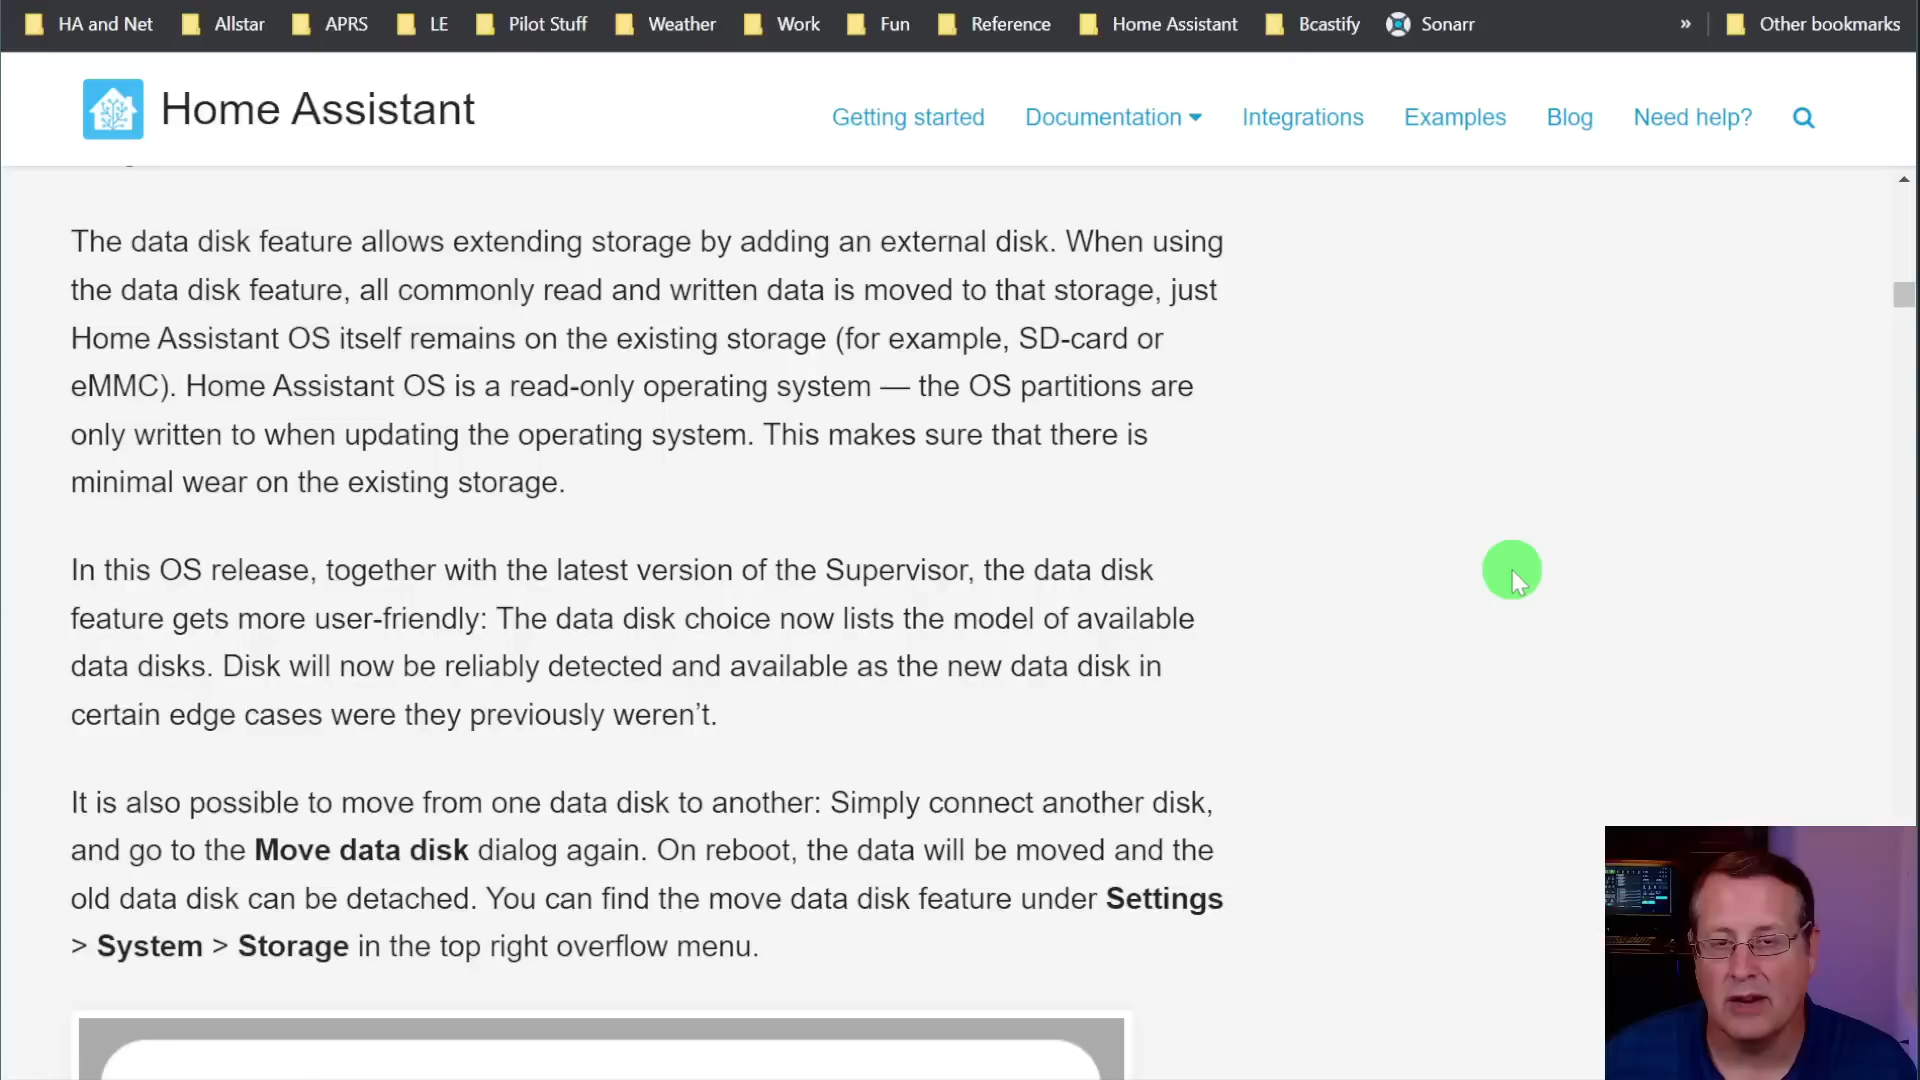 HA and Net Allstar APRS LE Pilot Stuff Weather Work Fun Reference Home Assistant Bcastify Sonarr » Other bookmarks
Home Assistant
Getting started Documentation Integrations Examples Blog Need help?
The data disk feature allows extending storage by adding an external disk. When using
the data disk feature, all commonly read and written data is moved to that storage, just
Home Assistant OS itself remains on the existing storage (for example, SD-card or
eMMC). Home Assistant OS is a read-only operating system — the OS partitions are
only written to when updating the operating system. This makes sure that there is
minimal wear on the existing storage.
In this OS release, together with the latest version of the Supervisor, the data disk
feature gets more user-friendly: The data disk choice now lists the model of available
data disks. Disk will now be reliably detected and available as the new data disk in
certain edge cases were they previously weren’t.
It is also possible to move from one data disk to another: Simply connect another disk,
and go to the Move data disk dialog again. On reboot, the data will be moved and the
old data disk can be detached. You can find the move data disk feature under Settings
> System > Storage in the top right overflow menu.